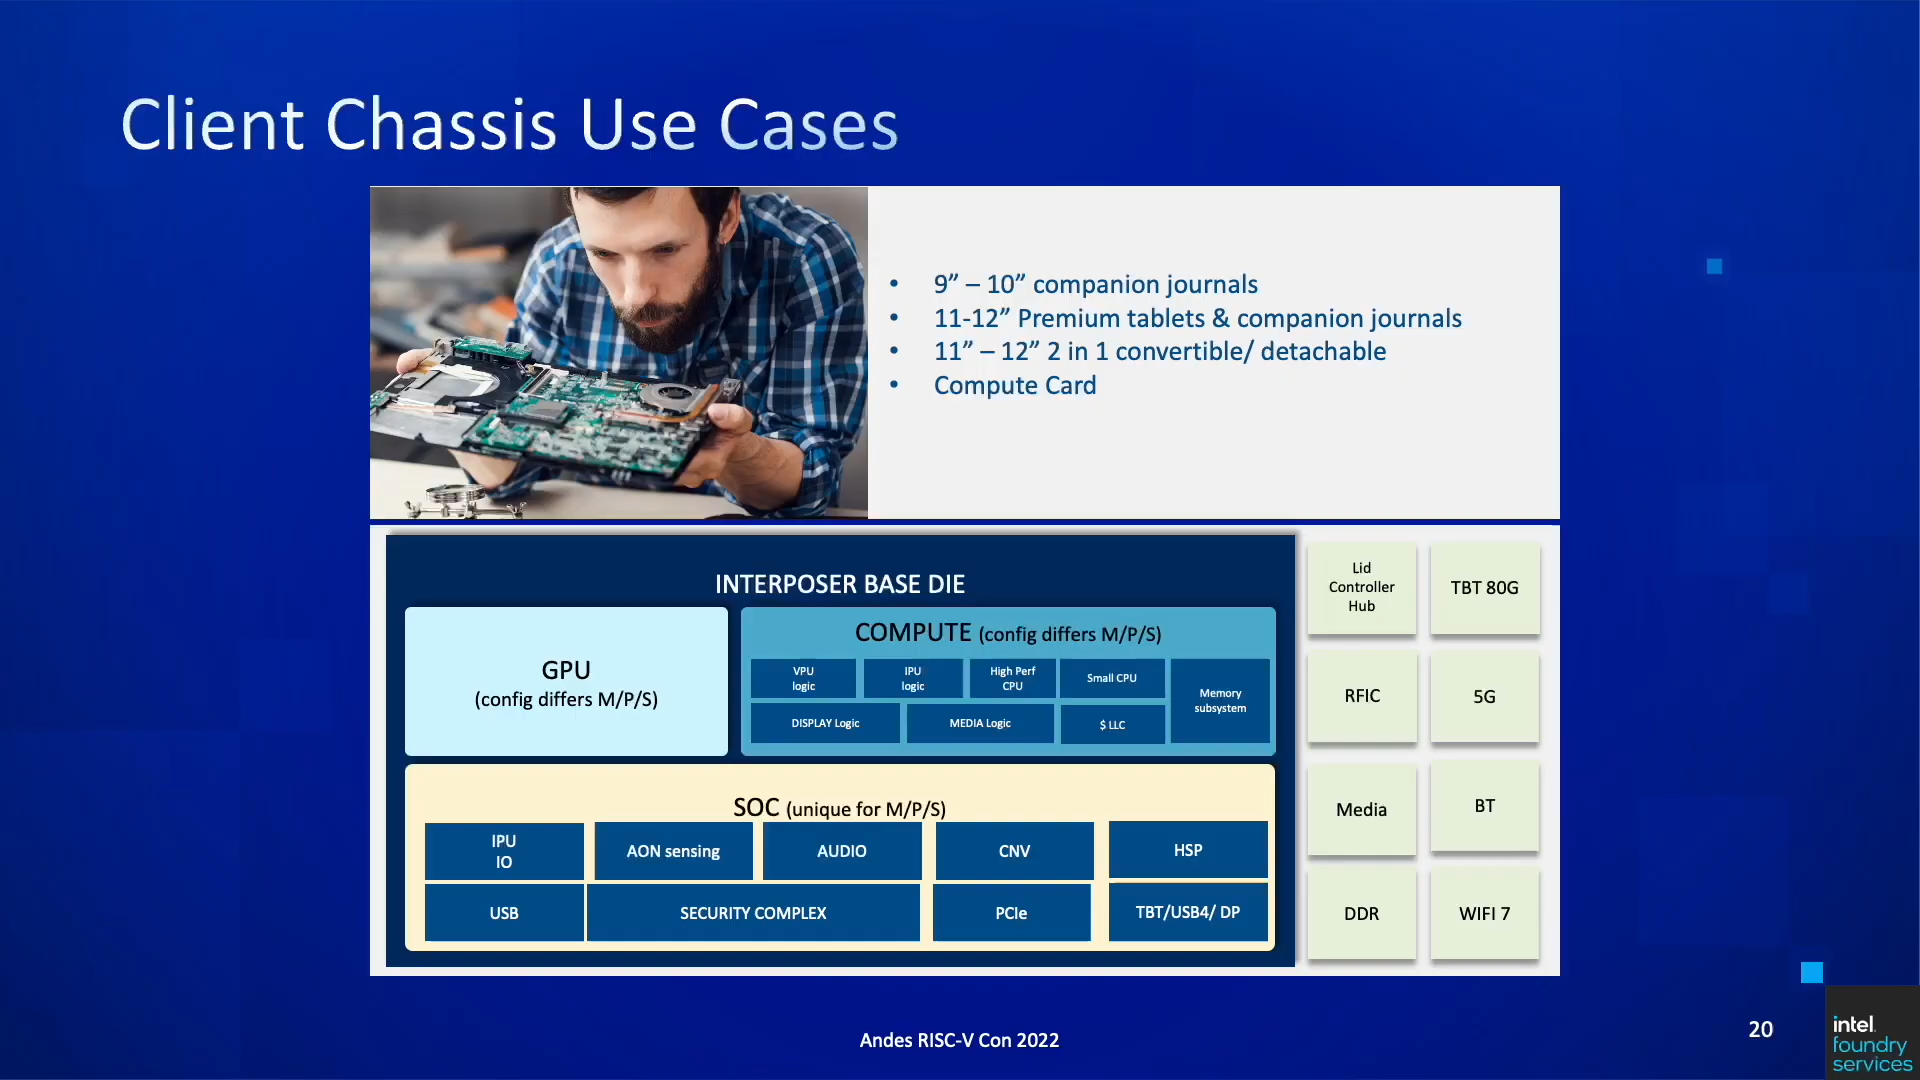 Client Chassis Use Cases
• 9” – 10” companion journals
• 11-12” Premium tablets & companion journals
• 11” – 12” 2 in 1 convertible/ detachable
• Compute Card
INTERPOSER BASE DIE
GPU
(config differs M/P/S)
COMPUTE (config differs M/P/S)
VPU
logic
IPU
logic
High Perf
CPU
Small CPU
Memory
subsystem
DISPLAY Logic
MEDIA Logic
$ LLC
SOC (unique for M/P/S)
IPU
IO
AON sensing
AUDIO
CNV
HSP
USB
SECURITY COMPLEX
PCIe
TBT/USB4/ DP
Lid
Controller
Hub
TBT 80G
RFIC
5G
Media
BT
DDR
WIFI 7
Andes RISC-V Con 2022
20
intel.
foundry
services